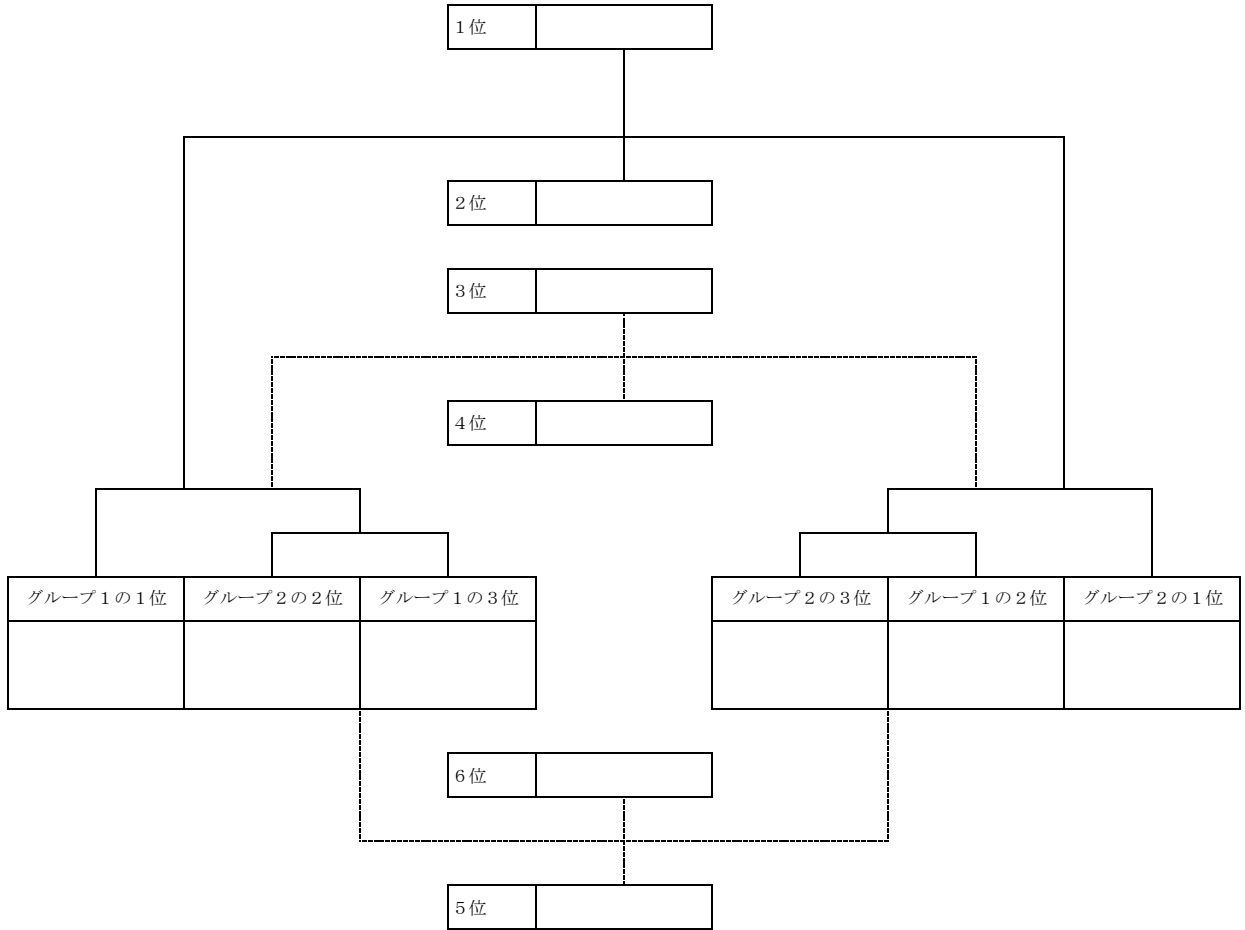 １位
２位
３位
４位
グループ１の１位
グループ２の２位
グループ１の３位
グループ２の３位
グループ１の２位
グループ２の１位
６位
５位